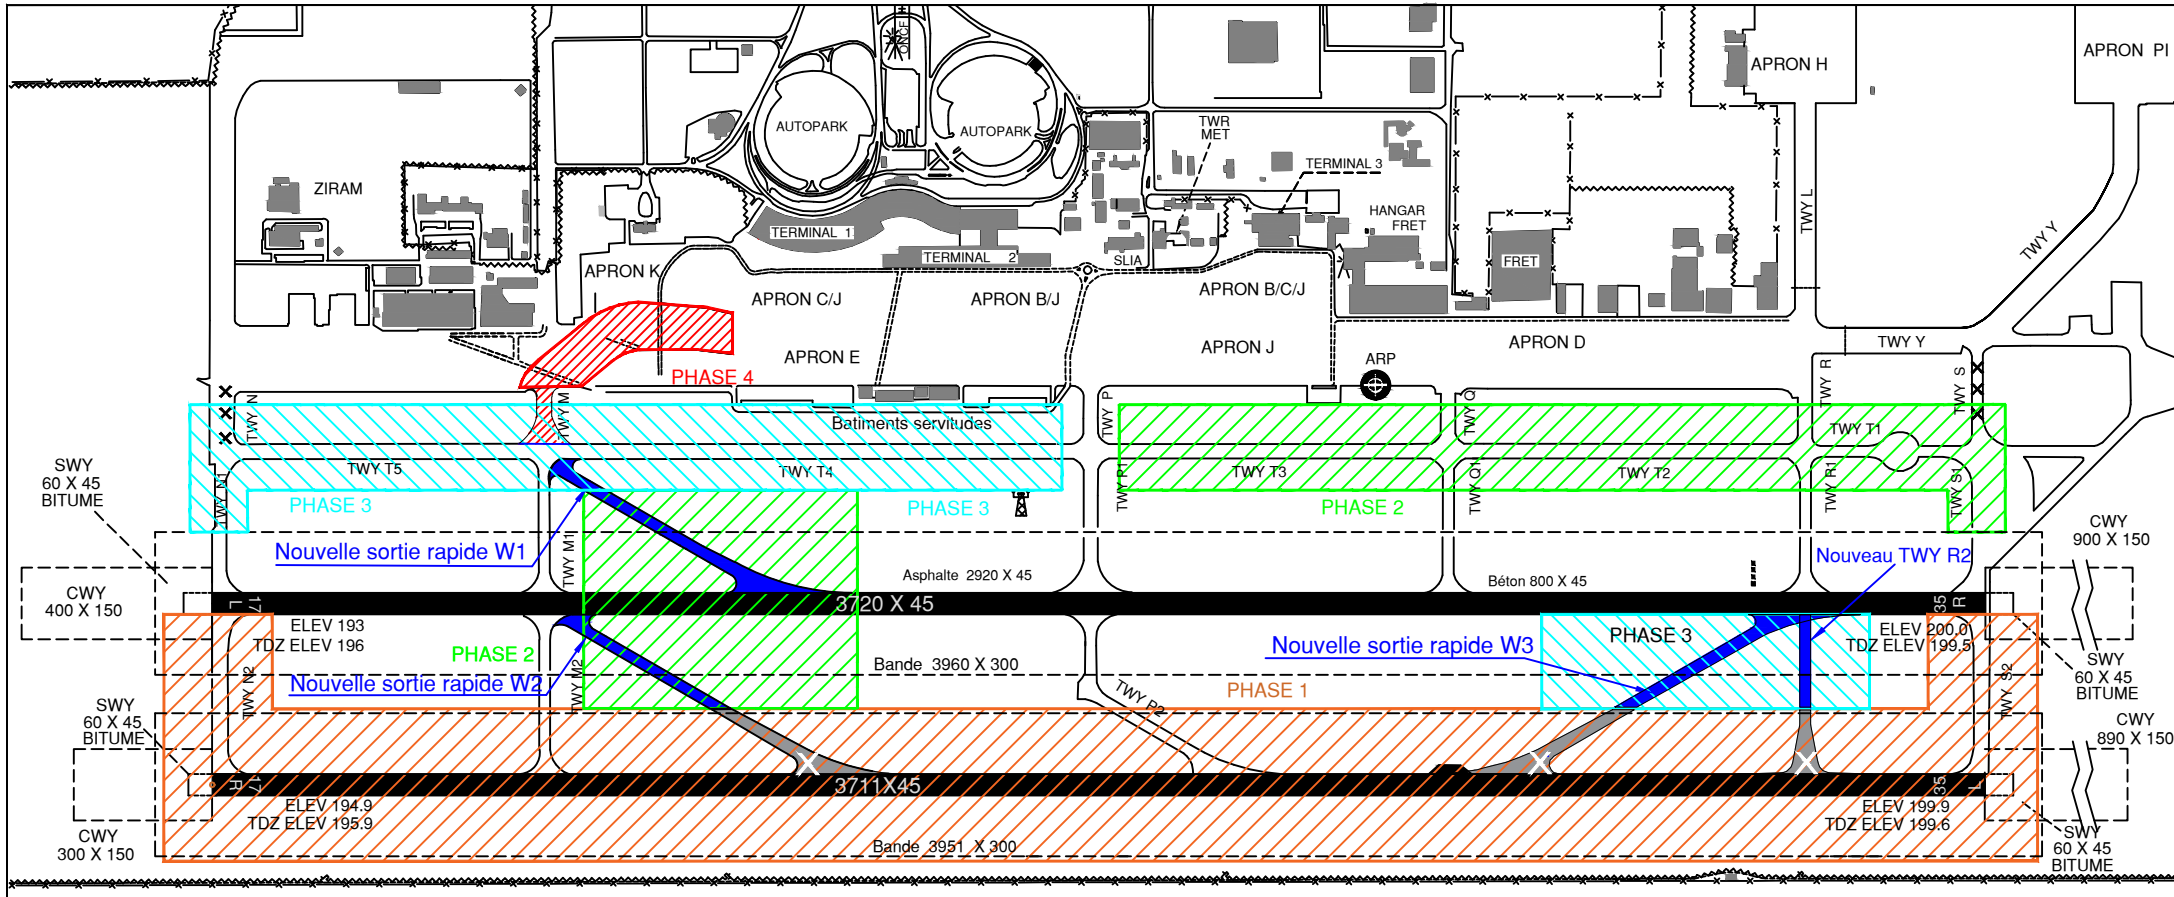 ONCF
APRON H
APRON PI
AUTOPARK
AUTOPARK
TWR
MET
TERMINAL 3
ZIRAM
TWY L
HANGAR
FRET
TERMINAL 1
TERMINAL 2
SLIA
FRET
TWY Y
APRON K
APRON C/J
APRON B/J
APRON B/C/J
APRON E
APRON J
APRON D
TWY Y
ARP
PHASE 4
TWY N
TWY M
TWY P
TWY Q
TWY R
TWY S
Batiments servitudes
TWY T1
TWY T5
TWY T4
TWY T3
TWY T2
TWY N1
TWY P1
TWY Q1
TWY R1
TWY S1
SWY
60 X 45
BITUME
PHASE 3
PHASE 3
PHASE 2
CWY
900 X 150
Nouvelle sortie rapide W1
TWY M1
Nouveau TWY R2
Asphalte 2920 X 45
Béton 800 X 45
CWY
400 X 150
17
L
3720 X 45
35
R
ELEV 193
TDZ ELEV 196
PHASE 2
PHASE 3
ELEV 200.0
TDZ ELEV 199.5
Nouvelle sortie rapide W3
Bande 3960 X 300
SWY
60 X 45
BITUME
Nouvelle sortie rapide W2
TWY M2
TWY N2
TWY P2
PHASE 1
TWY S2
SWY
60 X 45
BITUME
CWY
890 X 150
X
X
X
17
R
3711X45
35
L
ELEV 194.9
TDZ ELEV 195.9
ELEV 199.9
TDZ ELEV 199.6
CWY
300 X 150
Bande 3951 X 300
SWY
60 X 45
BITUME